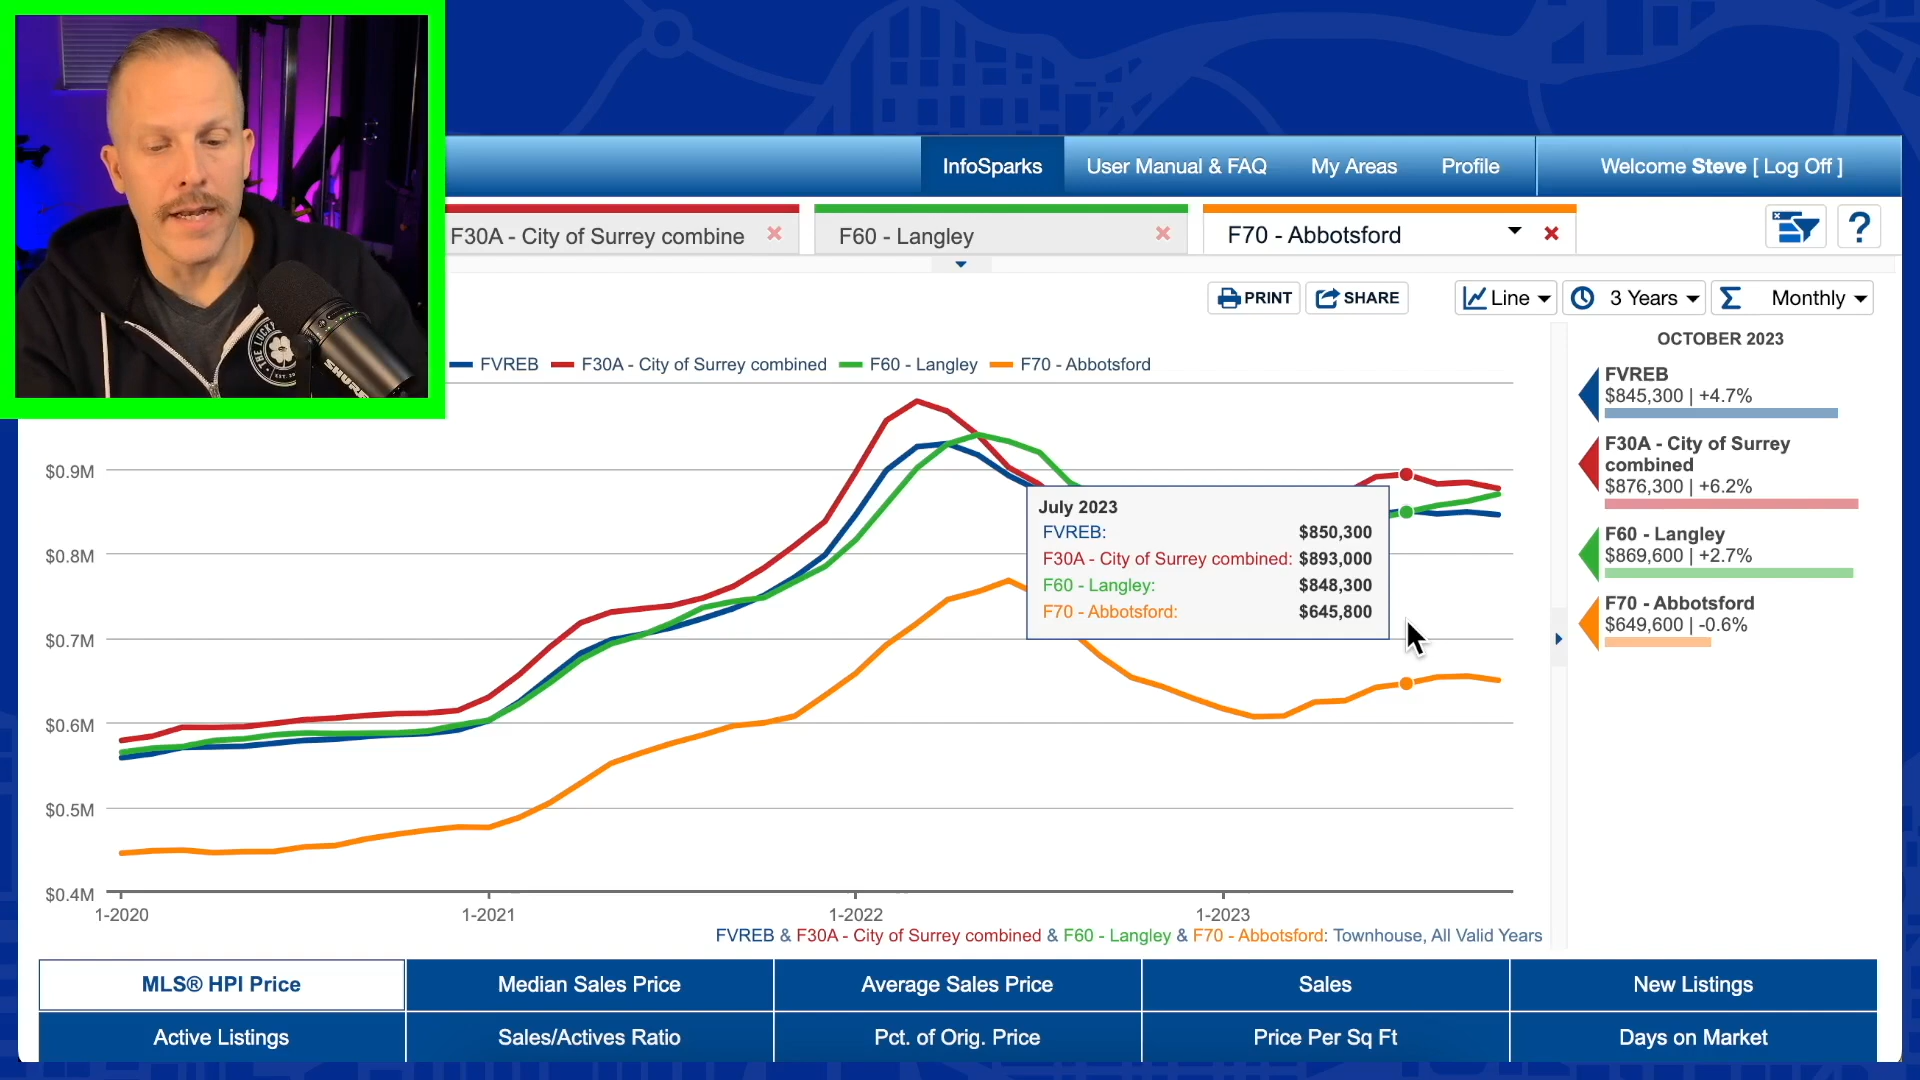 InfoSparks
User Manual & FAQ
My Areas
Profile
Welcome Steve [ Log Off ]
F30A - City of Surrey combine
F60 - Langley
F70 - Abbotsford
?
PRINT
SHARE
Line
3 Years
Σ Monthly
FVREB
F30A - City of Surrey combined
F60 - Langley
F70 - Abbotsford
OCTOBER 2023
FVREB
$845,300 | +4.7%
F30A - City of Surrey
combined
$876,300 | +6.2%
F60 - Langley
$869,600 | +2.7%
F70 - Abbotsford
$649,600 | -0.6%
July 2023
FVREB: $850,300
F30A - City of Surrey combined: $893,000
F60 - Langley: $848,300
F70 - Abbotsford: $645,800
$0.9M
$0.8M
$0.7M
$0.6M
$0.5M
$0.4M
1-2020
1-2021
1-2022
1-2023
FVREB & F30A - City of Surrey combined & F60 - Langley & F70 - Abbotsford: Townhouse, All Valid Years
MLS® HPI Price
Median Sales Price
Average Sales Price
Sales
New Listings
Active Listings
Sales/Actives Ratio
Pct. of Orig. Price
Price Per Sq Ft
Days on Market
THE LUCKY
SHURE